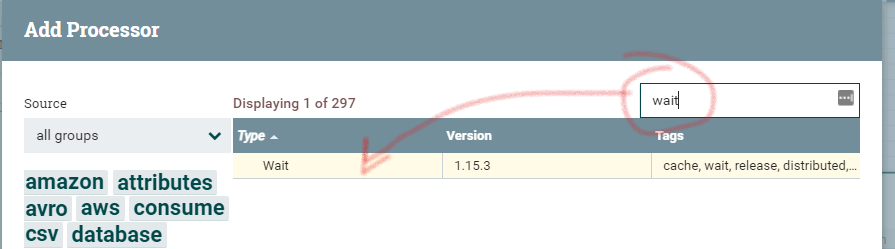 Add Processor
Source
Displaying 1 of 297
wait
all groups
Type Version Tags
Wait 1.15.3 cache, wait, release, distributed,...
amazon attributes
avro aws consume
csv database